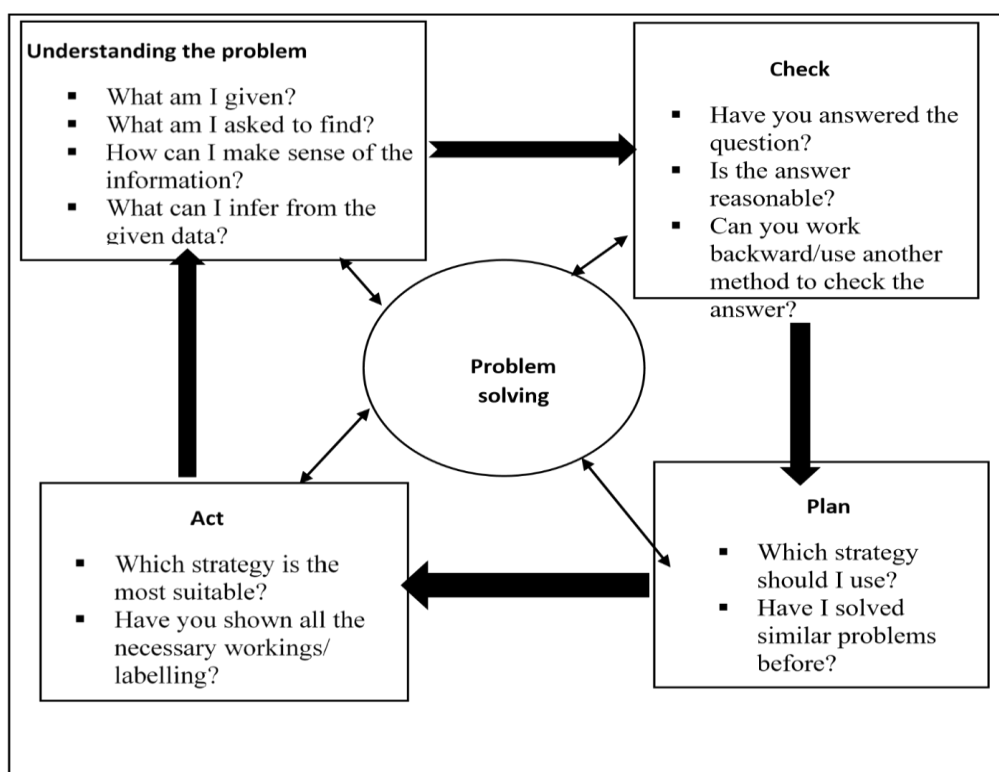 Understanding the problem
▪ What am I given?
▪ What am I asked to find?
▪ How can I make sense of the
information?
▪ What can I infer from the
given data?
Check
▪ Have you answered the
question?
▪ Is the answer
reasonable?
▪ Can you work
backward/use another
method to check the
answer?
Problem
solving
Act
▪ Which strategy is the
most suitable?
▪ Have you shown all the
necessary workings/
labelling?
Plan
▪ Which strategy
should I use?
▪ Have I solved
similar problems
before?